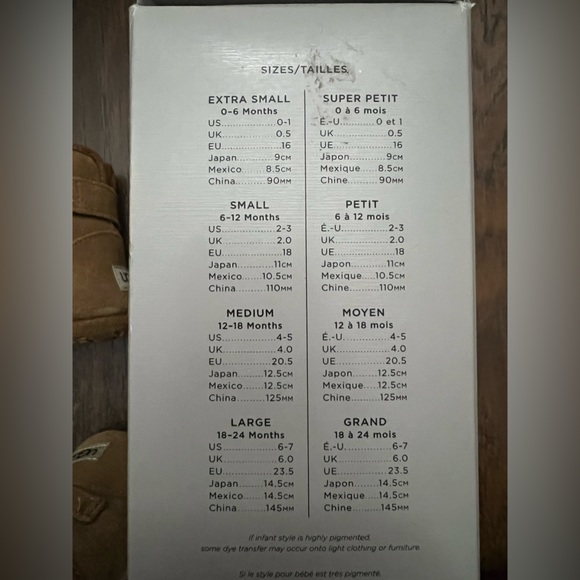 SIZES/TAILLES
EXTRA SMALL
0-6 Months
US..............0-1
UK.............0.5
EU...............16
Japan.........9CM
Mexico......8.5CM
China........90MM
SUPER PETIT
0 à 6 mois
É.-U...........0 et 1
UK.............0.5
UE...............16
Japon.........9CM
Mexique....8.5CM
Chine........90MM
SMALL
6-12 Months
US..............2-3
UK.............2.0
EU...............18
Japan.........11CM
Mexico.....10.5CM
China........110MM
PETIT
6 à 12 mois
É.-U............2-3
UK.............2.0
UE...............18
Japon.........11CM
Mexique....10.5CM
Chine........110MM
MEDIUM
12-18 Months
US..............4-5
UK.............4.0
EU.............20.5
Japan.......12.5CM
Mexico......12.5CM
China........125MM
MOYEN
12 à 18 mois
É.-U............4-5
UK.............4.0
UE.............20.5
Japon.......12.5CM
Mexique.....12.5CM
Chine........125MM
LARGE
18-24 Months
US..............6-7
UK.............6.0
EU.............23.5
Japan.......14.5CM
Mexico......14.5CM
China........145MM
GRAND
18 à 24 mois
É.-U............6-7
UK.............6.0
UE.............23.5
Japon.......14.5CM
Mexique.....14.5CM
Chine........145MM
If infant style is highly pigmented,
some dye transfer may occur onto light clothing or furniture.
Si le style pour bébé est très pigmenté,